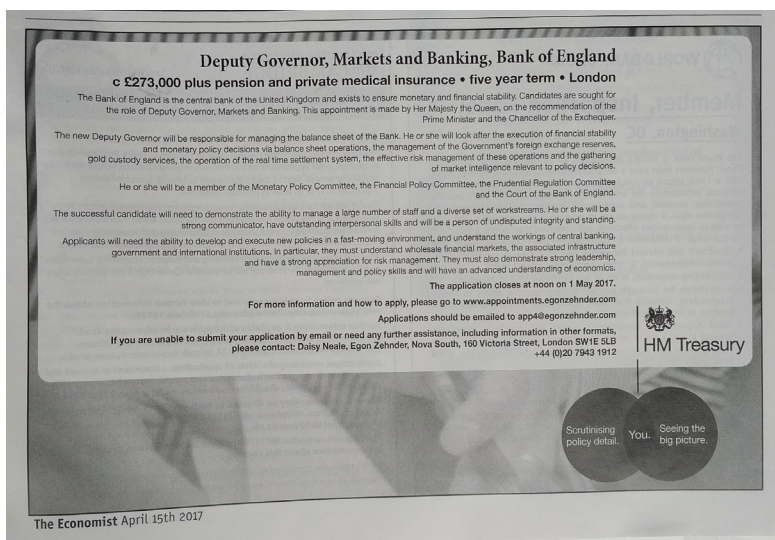 Deputy Governor, Markets and Banking, Bank of England
c £273,000 plus pension and private medical insurance • five year term • London
The Bank of England is the central bank of the United Kingdom and exists to ensure monetary and financial stability. Candidates are sought for
the role of Deputy Governor, Markets and Banking. This appointment is made by Her Majesty the Queen, on the recommendation of the
Prime Minister and the Chancellor of the Exchequer.
The new Deputy Governor will be responsible for managing the balance sheet of the Bank. He or she will look after the execution of financial stability
and monetary policy decisions via balance sheet operations, the management of the Government's foreign exchange reserves,
gold custody services, the operation of the real time settlement system, the effective risk management of these operations and the gathering
of market intelligence relevant to policy decisions.
He or she will be a member of the Monetary Policy Committee, the Financial Policy Committee, the Prudential Regulation Committee
and the Court of the Bank of England.
The successful candidate will need to demonstrate the ability to manage a large number of staff and a diverse set of workstreams. He or she will be a
strong communicator, have outstanding interpersonal skills and will be a person of undisputed integrity and standing.
Applicants will need the ability to develop and execute new policies in a fast-moving environment, and understand the workings of central banking,
government and international institutions. In particular, they must understand wholesale financial markets, the associated infrastructure
and have a strong appreciation for risk management. They must also demonstrate strong leadership,
management and policy skills and will have an advanced understanding of economics.
The application closes at noon on 1 May 2017.
For more information and how to apply, please go to www.appointments.egonzehnder.com
Applications should be emailed to app4@egonzehnder.com
If you are unable to submit your application by email or need any further assistance, including information in other formats,
please contact: Daisy Neale, Egon Zehnder, Nova South, 160 Victoria Street, London SW1E 5LB
+44 (0)20 7943 1912
HM Treasury
Scrutinising
policy detail.
You.
Seeing the
big picture.
The Economist April 15th 2017